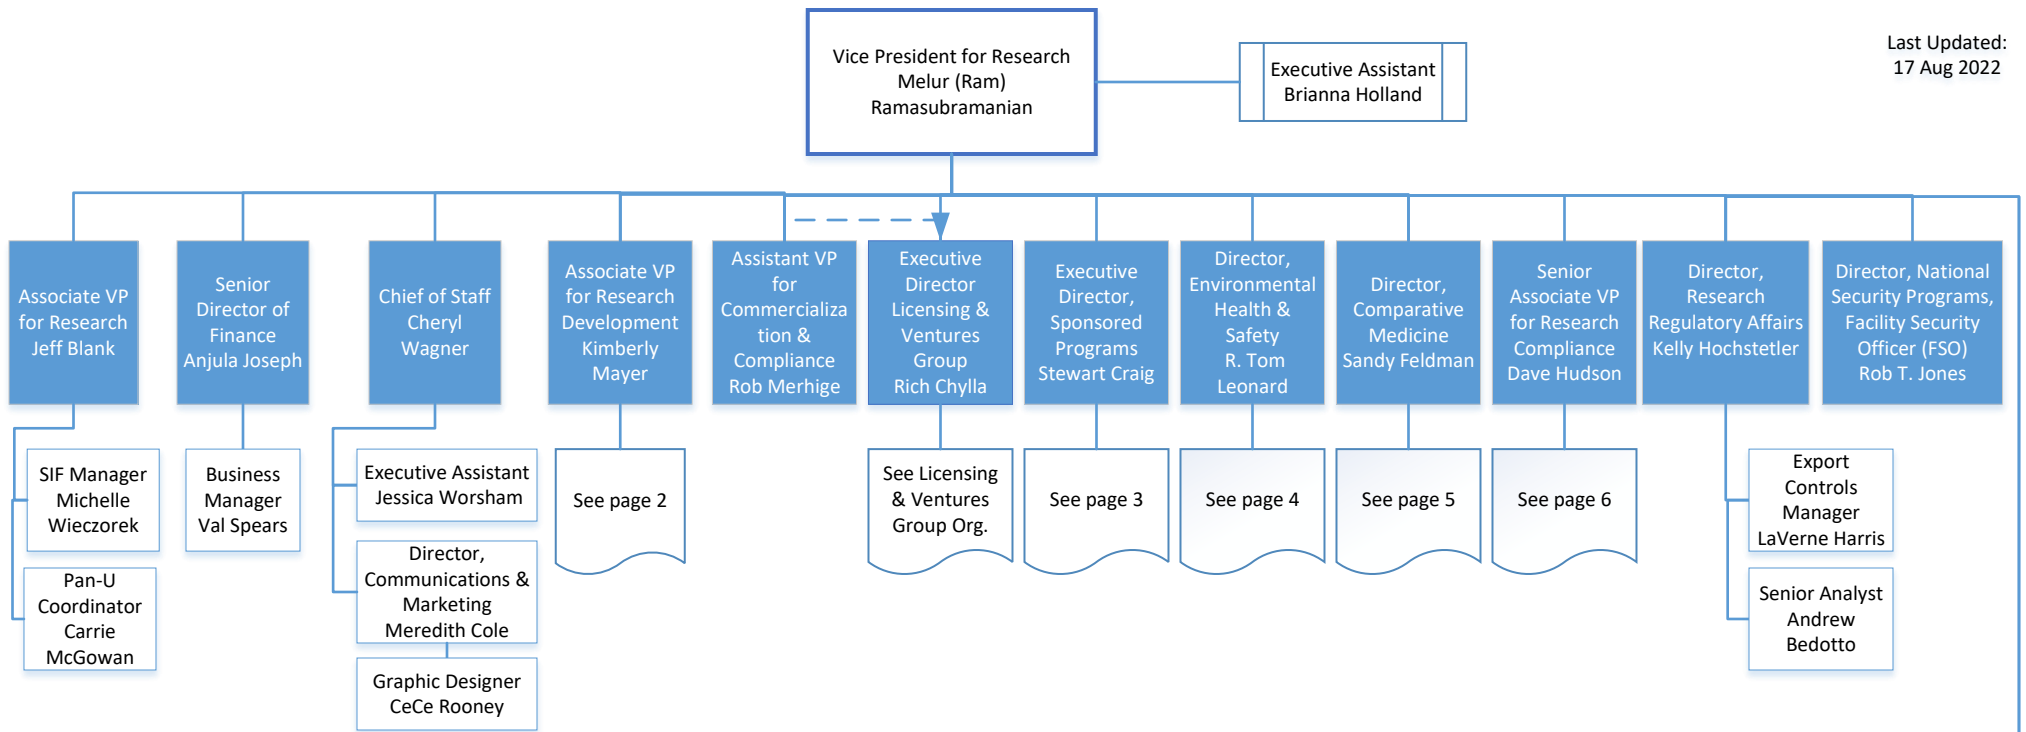 Vice President for Research
Melur (Ram)
Ramasubramanian
Executive Assistant
Brianna Holland
Last Updated:
17 Aug 2022
Associate VP
for Research
Jeff Blank
Senior
Director of
Finance
Anjula Joseph
Chief of Staff
Cheryl
Wagner
Associate VP
for Research
Development
Kimberly
Mayer
Assistant VP
for
Commercializa
tion &
Compliance
Rob Merhige
Executive
Director
Licensing &
Ventures
Group
Rich Chylla
Executive
Director,
Sponsored
Programs
Stewart Craig
Director,
Environmental
Health &
Safety
R. Tom
Leonard
Director,
Comparative
Medicine
Sandy Feldman
Senior
Associate VP
for Research
Compliance
Dave Hudson
Director,
Research
Regulatory Affairs
Kelly Hochstetler
Director, National
Security Programs,
Facility Security
Officer (FSO)
Rob T. Jones
SIF Manager
Michelle
Wieczorek
Business
Manager
Val Spears
Executive Assistant
Jessica Worsham
See page 2
See Licensing
& Ventures
Group Org.
See page 3
See page 4
See page 5
See page 6
Export
Controls
Manager
LaVerne Harris
Pan-U
Coordinator
Carrie
McGowan
Director,
Communications &
Marketing
Meredith Cole
Senior Analyst
Andrew
Bedotto
Graphic Designer
CeCe Rooney